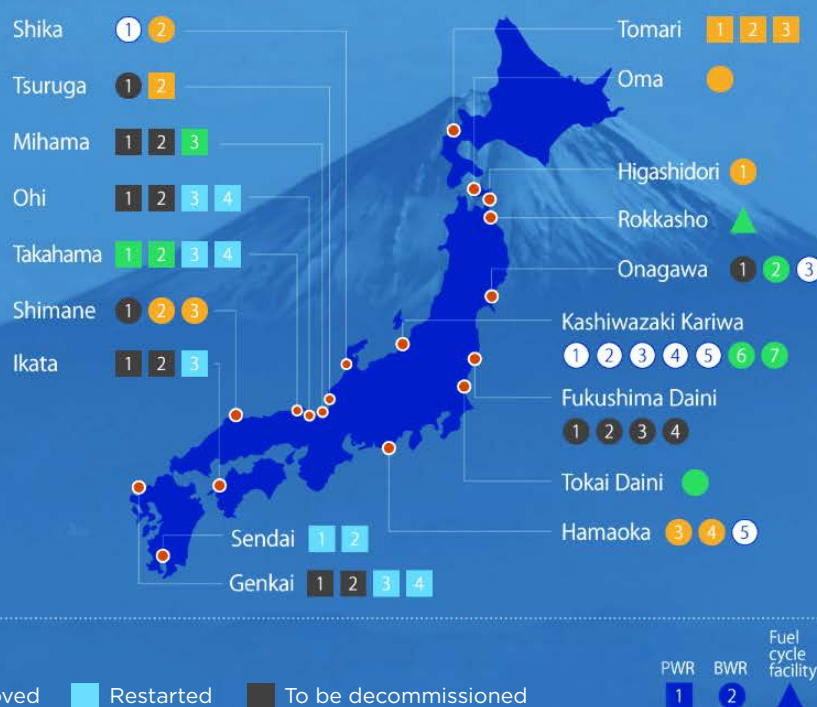 Shika 1 2
Tsuruga 1 2
Mihama 1 2 3
Ohi 1 2 3 4
Takahama 1 2 3 4
Shimane 1 2 3
Ikata 1 2 3
Tomari 1 2 3
Oma
Higashidori 1
Rokkasho
Onagawa 1 2 3
Kashiwazaki Kariwa
1 2 3 4 5 6 7
Fukushima Daini
1 2 3 4
Tokai Daini
Hamaoka 3 4 5
Sendai 1 2
Genkai 1 2 3 4
oved Restarted To be decommissioned
PWR
1
BWR
2
Fuel
cycle
facility